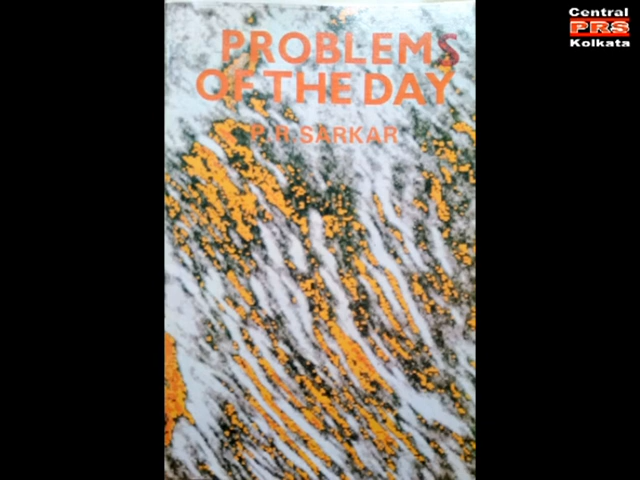 PROBLEMS
OF THE DAY
P. R. SARKAR
Central
PRS
Kolkata